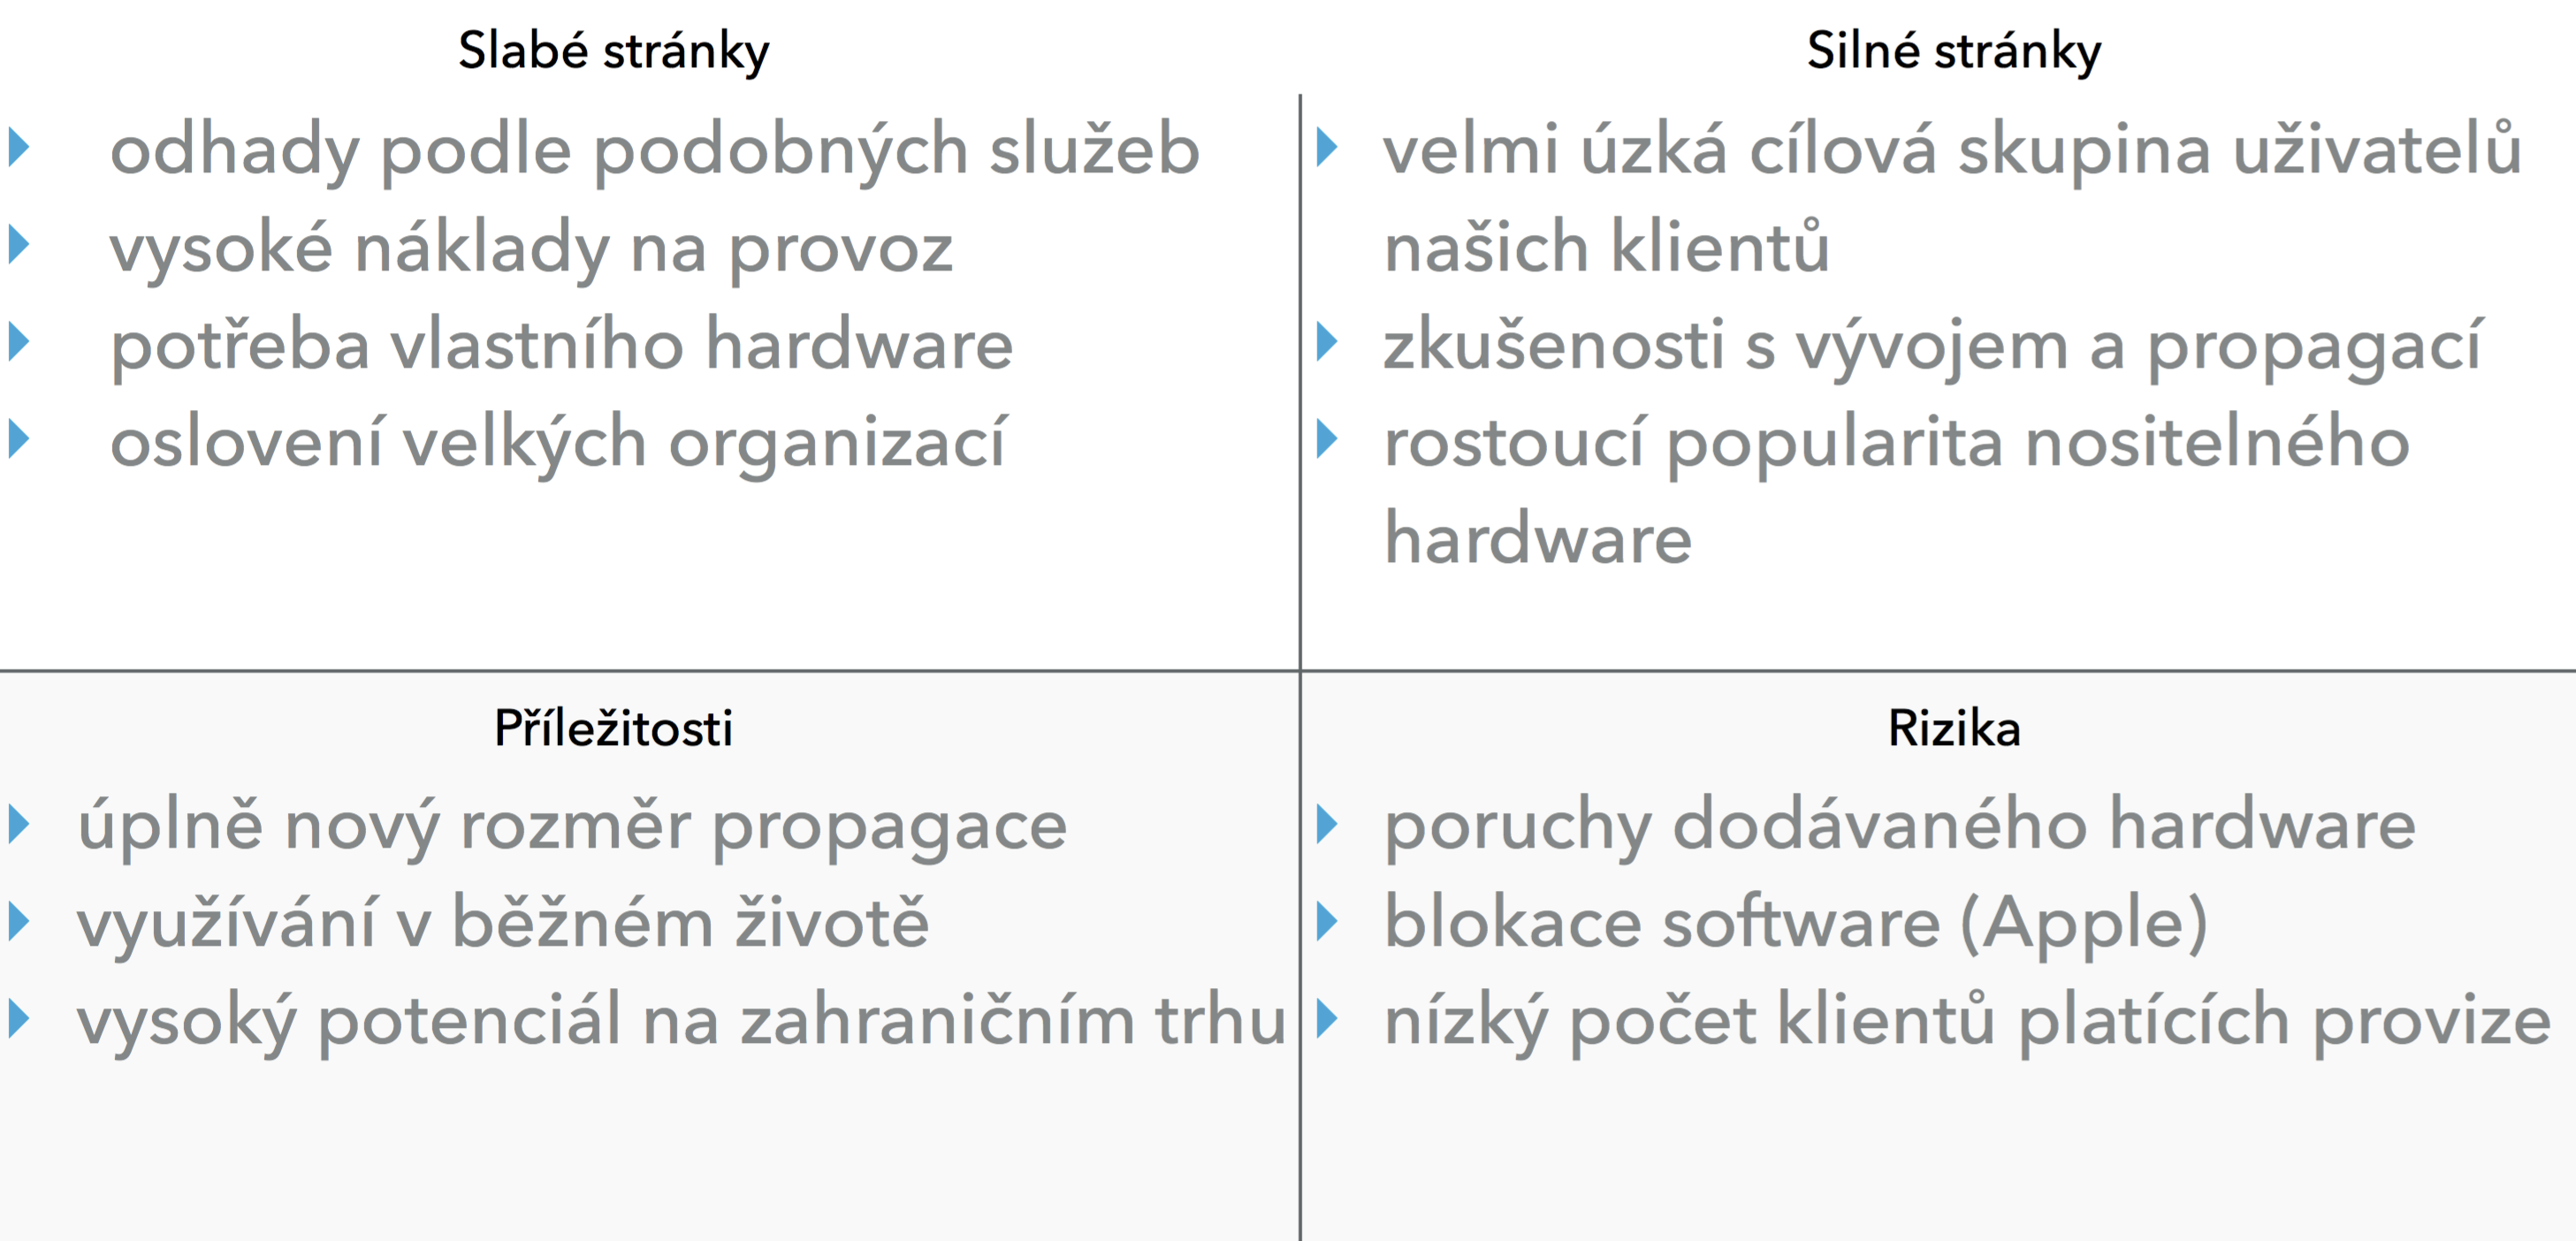 Slabé stránky
odhady podle podobných služeb
vysoké náklady na provoz
potřeba vlastního hardware
oslovení velkých organizací
Silné stránky
velmi úzká cílová skupina uživatelů
našich klientů
zkušenosti s vývojem a propagací
rostoucí popularita nositelného
hardware
Příležitosti
úplně nový rozměr propagace
využívání v běžném životě
vysoký potenciál na zahraničním trhu
Rizika
poruchy dodávaného hardware
blokace software (Apple)
nízký počet klientů platících provize